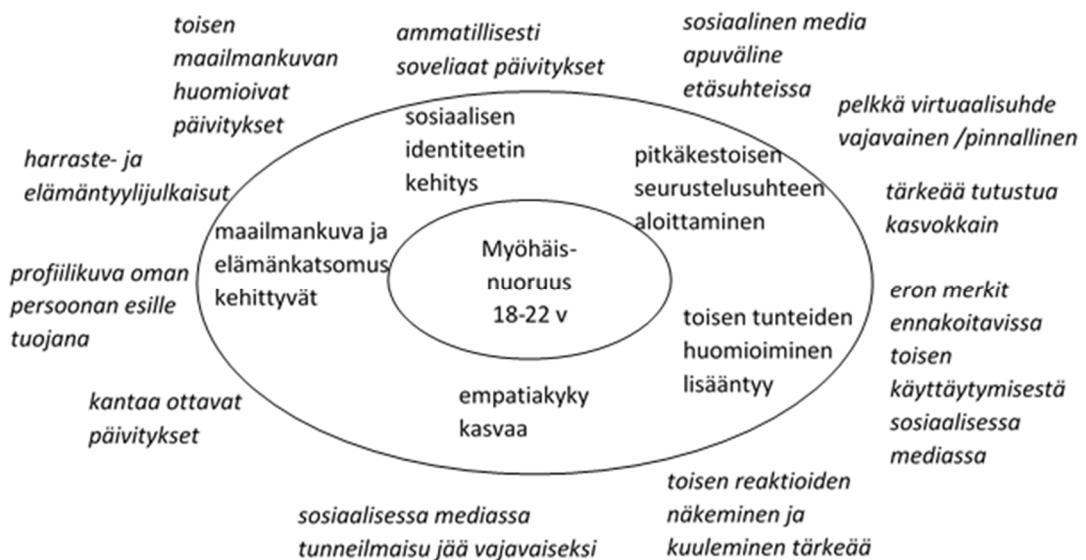 toisen
maailmankuvan
huomioivat
päivitykset
ammatillisesti
soveliaat päivitykset
sosiaalinen media
apuväline
etäsuhteissa
pelkkä virtuaalisuhde
vajavainen /pinnallinen
harraste- ja
elämäntyylijulkaisut
sosiaalisen
identiteetin
kehitys
pitkäkestoisen
seurustelusuhteen
aloittaminen
tärkeää tutustua
kasvokkain
maailmankuva ja
elämänkatsomus
kehittyvät
Myöhäis-
nuoruus
18-22 v
profiilikuva oman
persoonan esille
tuojana
toisen tunteiden
huomioiminen
lisääntyy
eron merkit
ennakoitavissa
toisen
käyttäytymisestä
sosiaalisessa
mediassa
kantaa ottavat
päivitykset
empatiakyky
kasvaa
sosiaalisessa mediassa
tunneilmaisu jää vajavaiseksi
toisen reaktioiden
näkeminen ja
kuuleminen tärkeää